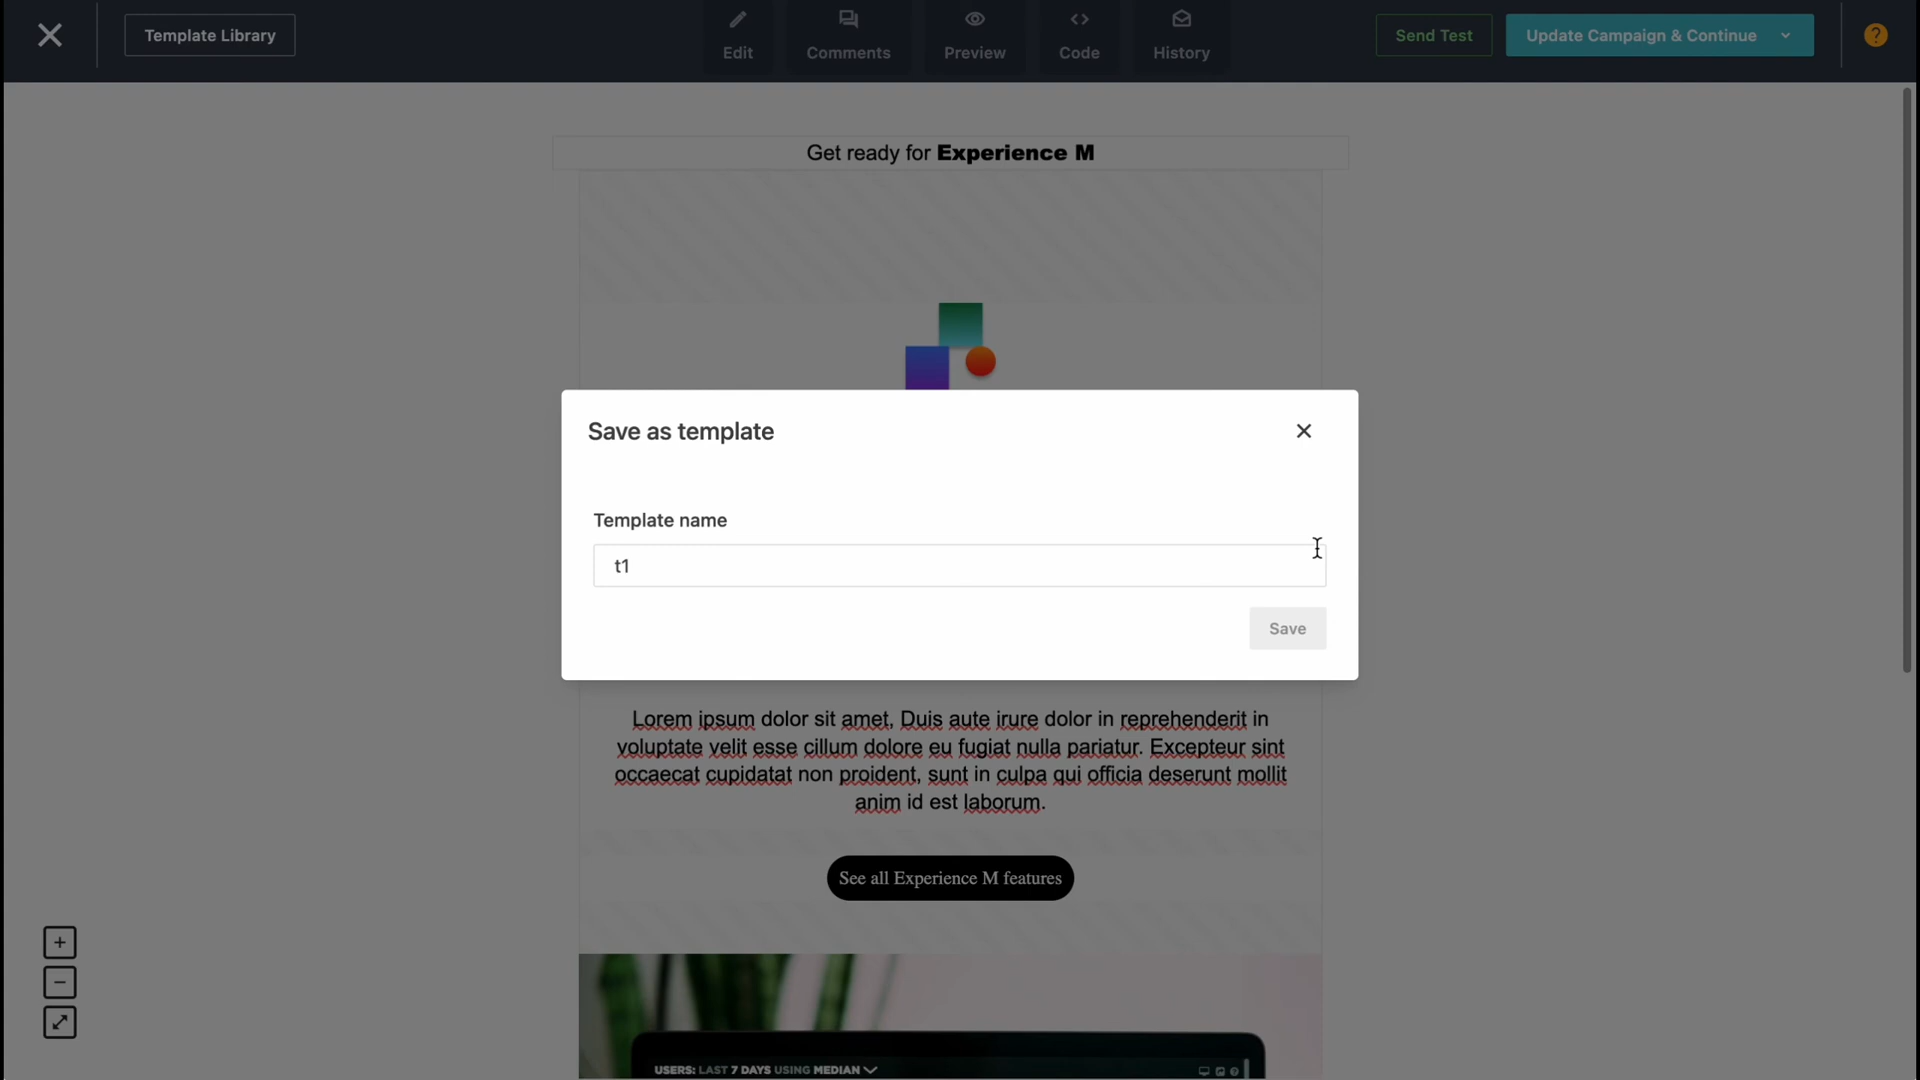 Template Library
Edit
Comments
Preview
Code
History
Send Test
Update Campaign & Continue
?
Get ready for Experience M
Save as template
Template name
t1
Save
Lorem ipsum dolor sit amet, Duis aute irure dolor in reprehenderit in
voluptate velit esse cillum dolore eu fugiat nulla pariatur. Excepteur sint
occaecat cupidatat non proident, sunt in culpa qui officia deserunt mollit
anim id est laborum.
See all Experience M features
USERS: LAST 7 DAYS USING MEDIAN